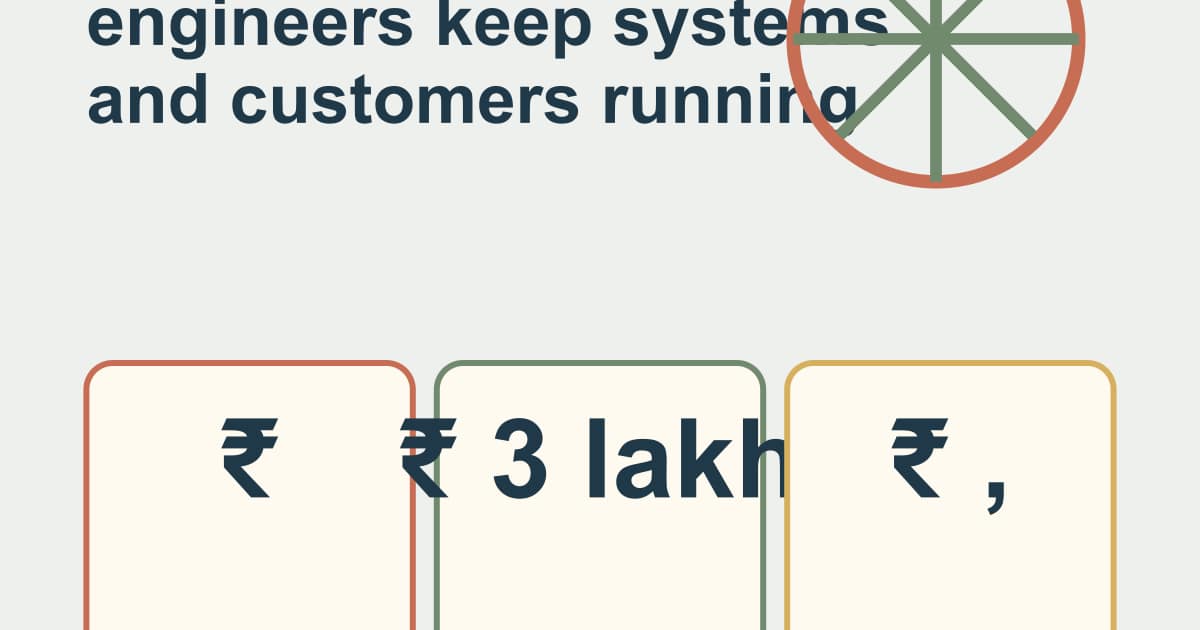 engineers keep systems
and customers running
₹ ₹ 3 lakh ₹ ,